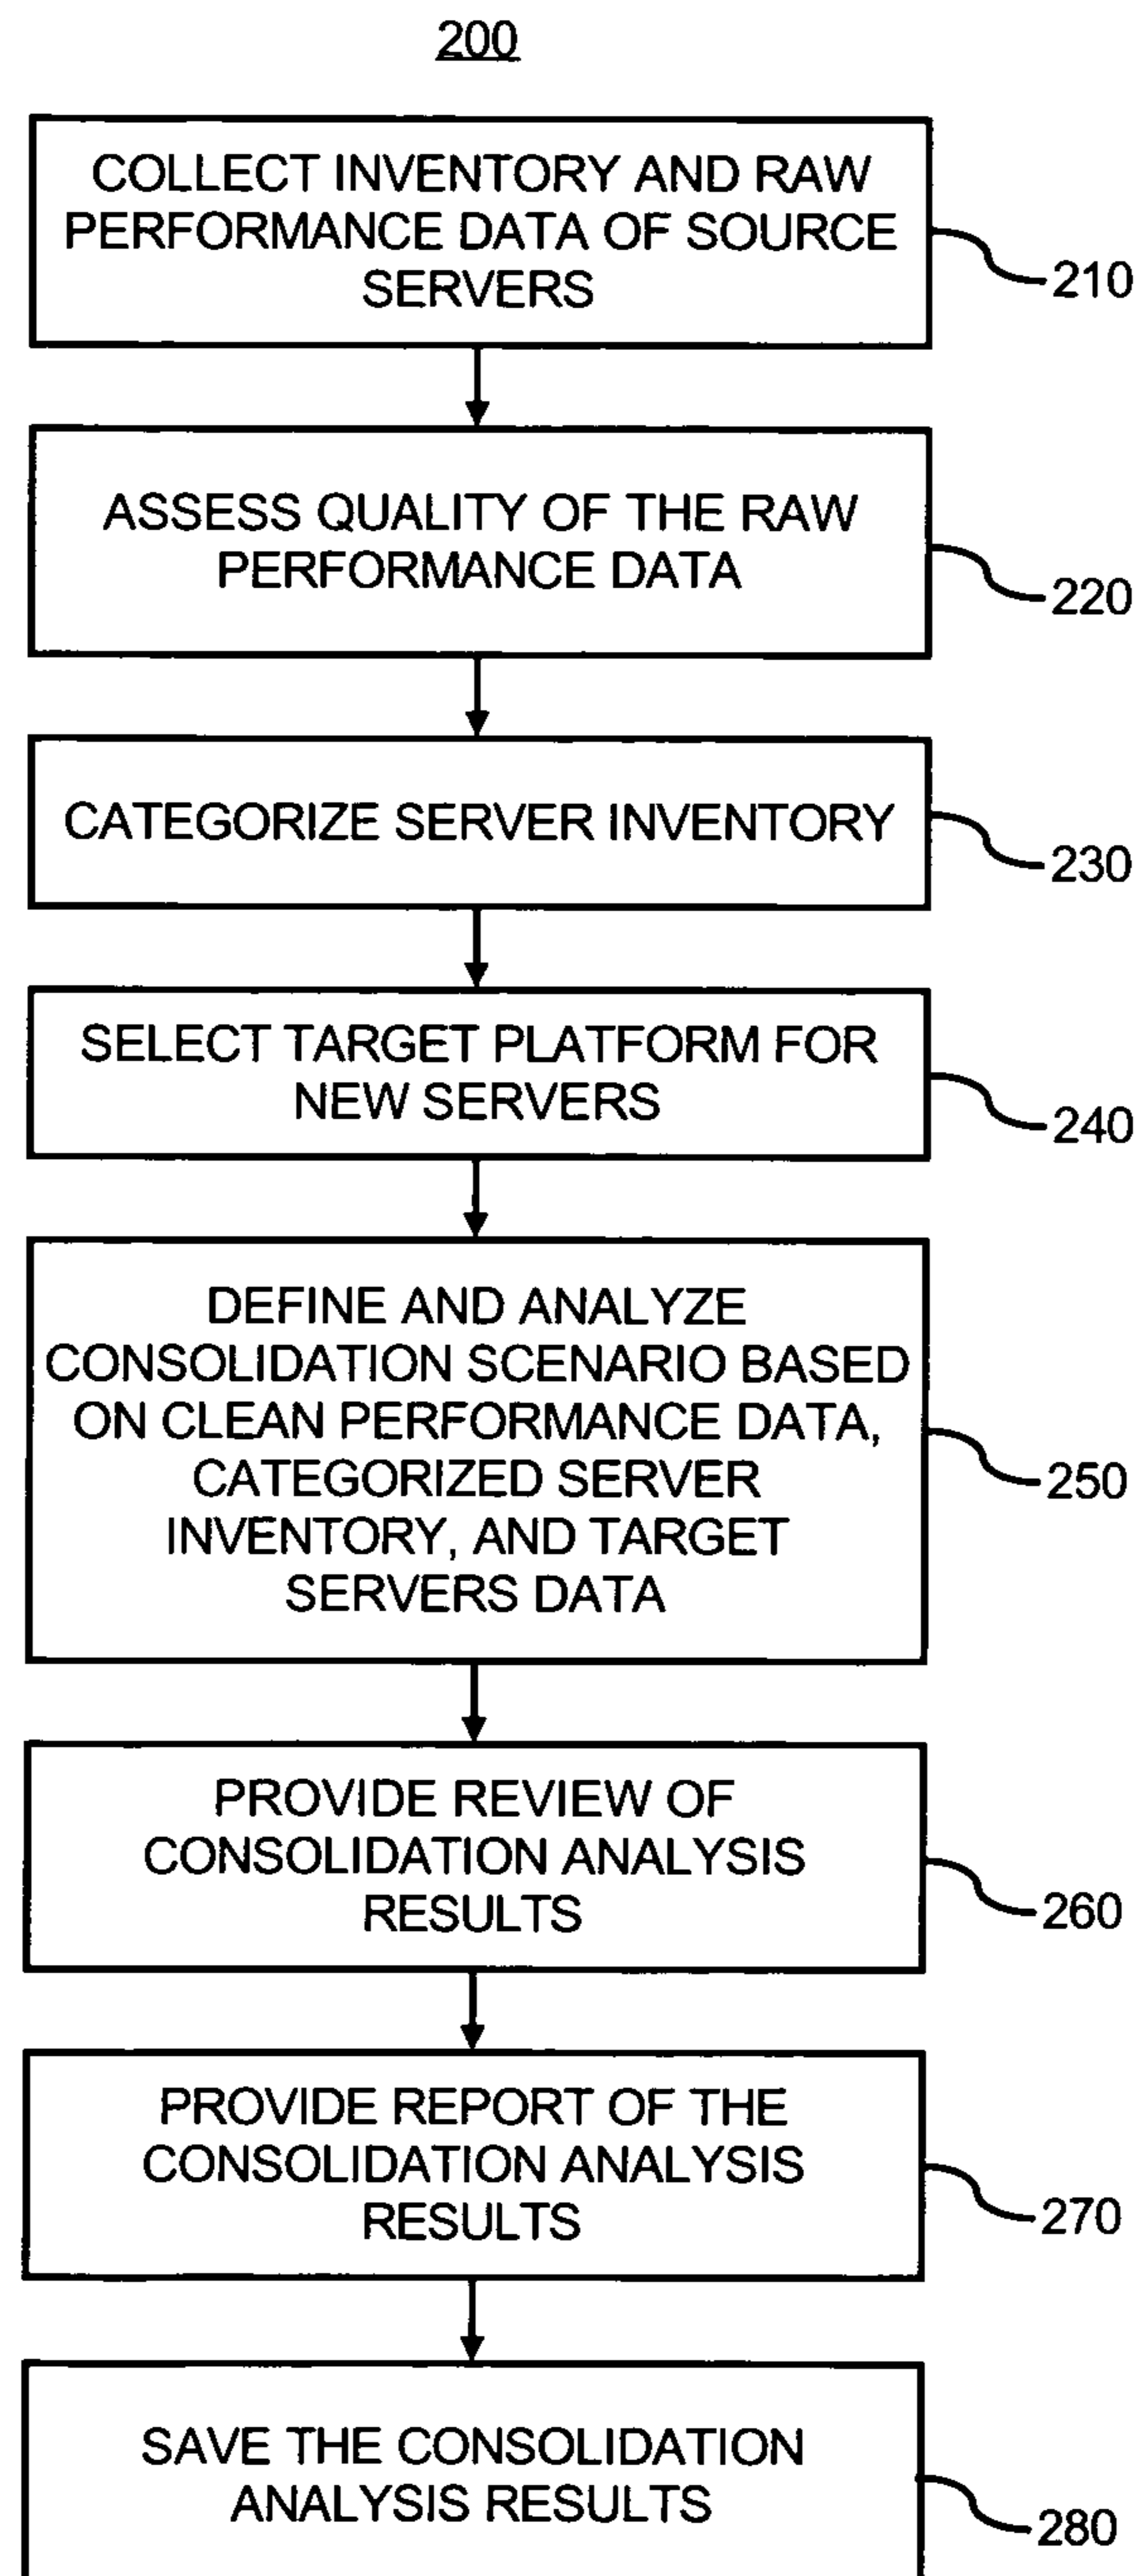 200
COLLECT INVENTORY AND RAW
PERFORMANCE DATA OF SOURCE
SERVERS
210
ASSESS QUALITY OF THE RAW
PERFORMANCE DATA
220
CATEGORIZE SERVER INVENTORY
230
SELECT TARGET PLATFORM FOR
NEW SERVERS
240
DEFINE AND ANALYZE
CONSOLIDATION SCENARIO BASED
ON CLEAN PERFORMANCE DATA,
CATEGORIZED SERVER
INVENTORY, AND TARGET
SERVERS DATA
250
PROVIDE REVIEW OF
CONSOLIDATION ANALYSIS
RESULTS
260
PROVIDE REPORT OF THE
CONSOLIDATION ANALYSIS
RESULTS
270
SAVE THE CONSOLIDATION
ANALYSIS RESULTS
280